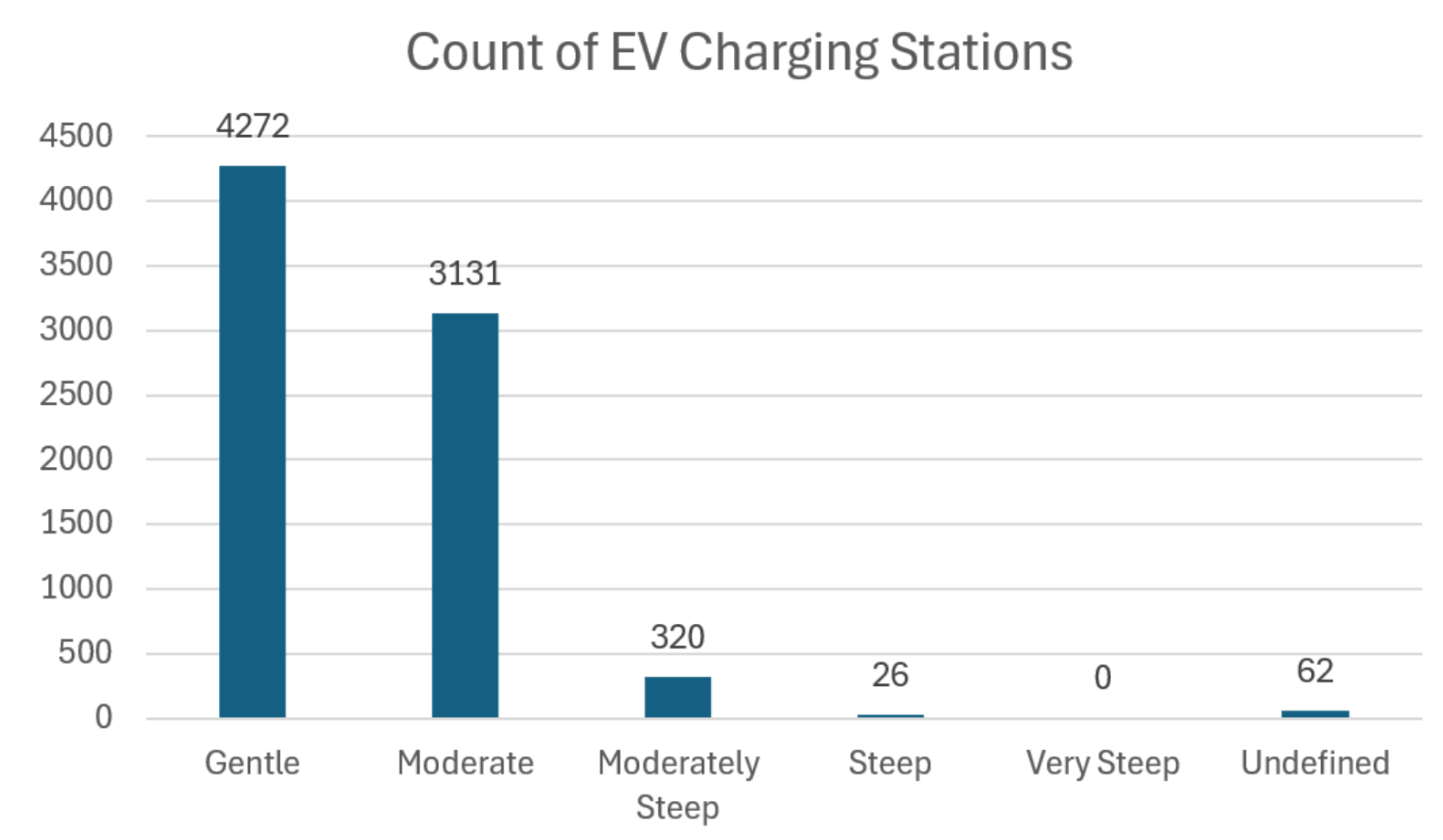 Count of EV Charging Stations
4500
4000
3500
3000
2500
2000
1500
1000
500
0
4272
3131
320
26
0
62
Gentle
Moderate
Moderately
Steep
Steep
Very Steep
Undefined